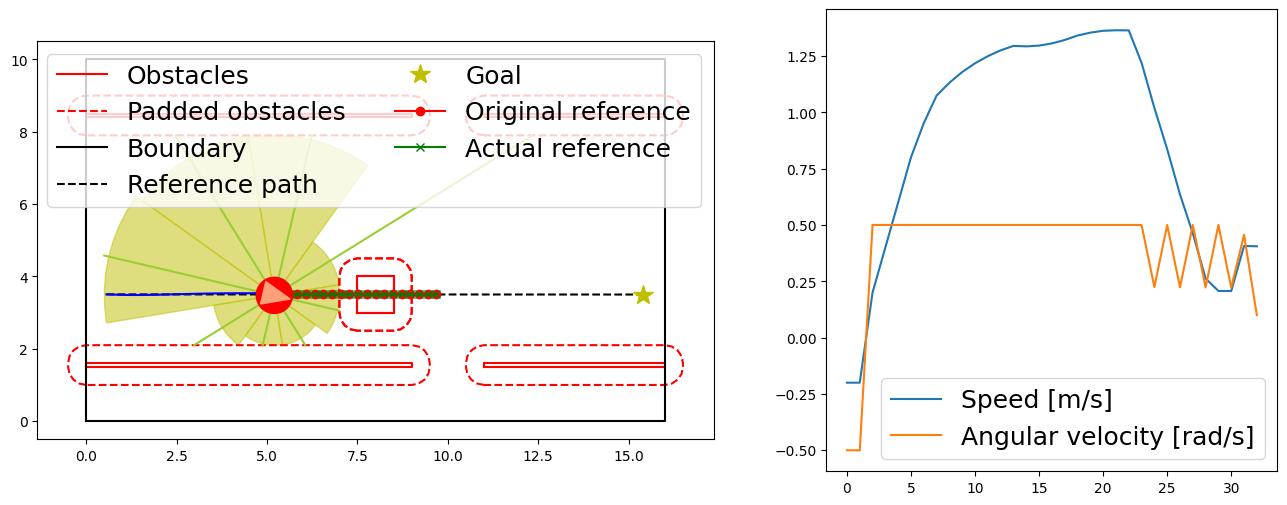 10
8
6
4
2
0
0.0 2.5 5.0 7.5 10.0 12.5 15.0
Obstacles
Padded obstacles
Boundary
Reference path
Goal
Original reference
Actual reference
1.25
1.00
0.75
0.50
0.25
0.00
−0.25
−0.50
0 5 10 15 20 25 30
Speed [m/s]
Angular velocity [rad/s]